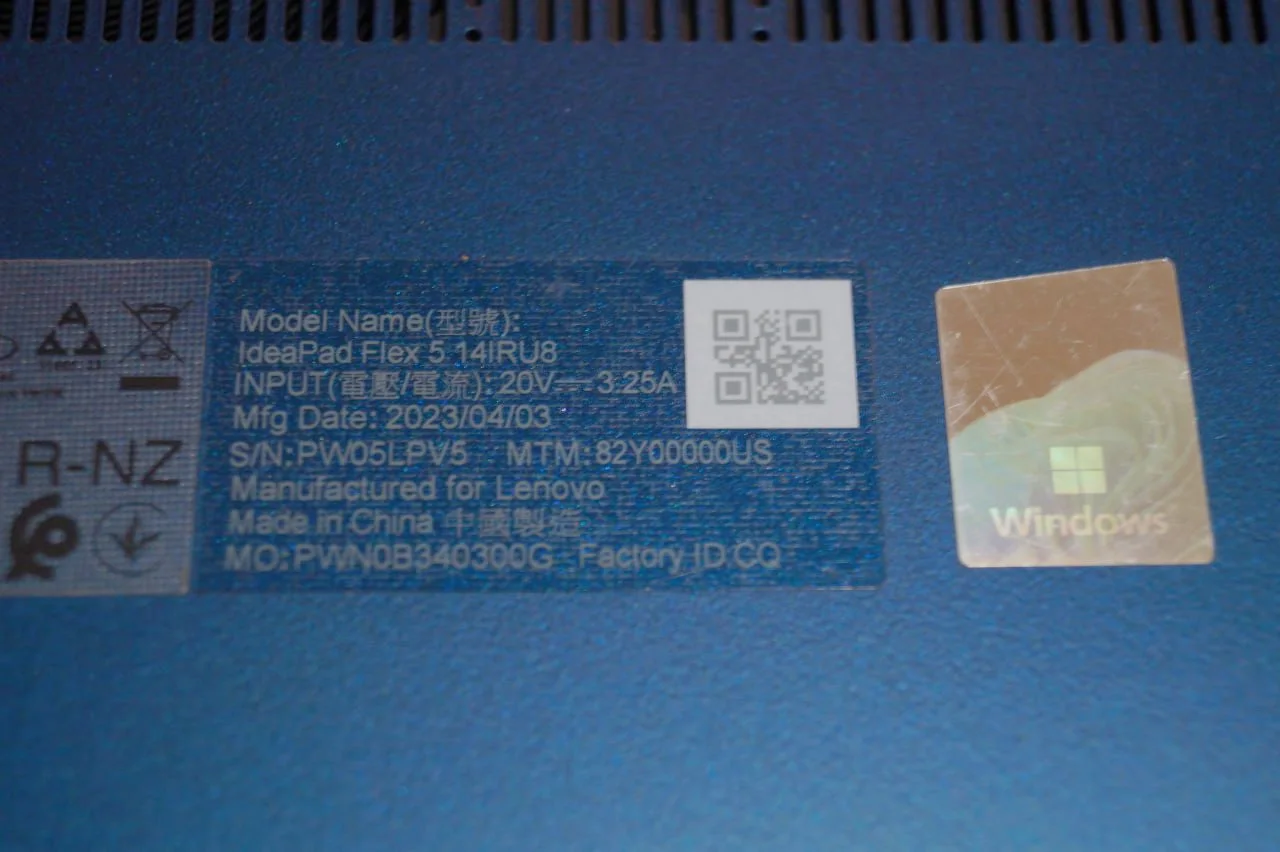 Model Name(型號):
IdeaPad Flex 5 14IRU8
INPUT(電壓/電流): 20V⎓ 3.25A
Mfg Date: 2023/04/03
S/N:PW05LPV5 MTM:82Y00000US
Manufactured for Lenovo
Made in China 中國製造
MO:PWN0B340300G Factory ID:CQ
R-NZ
Windows